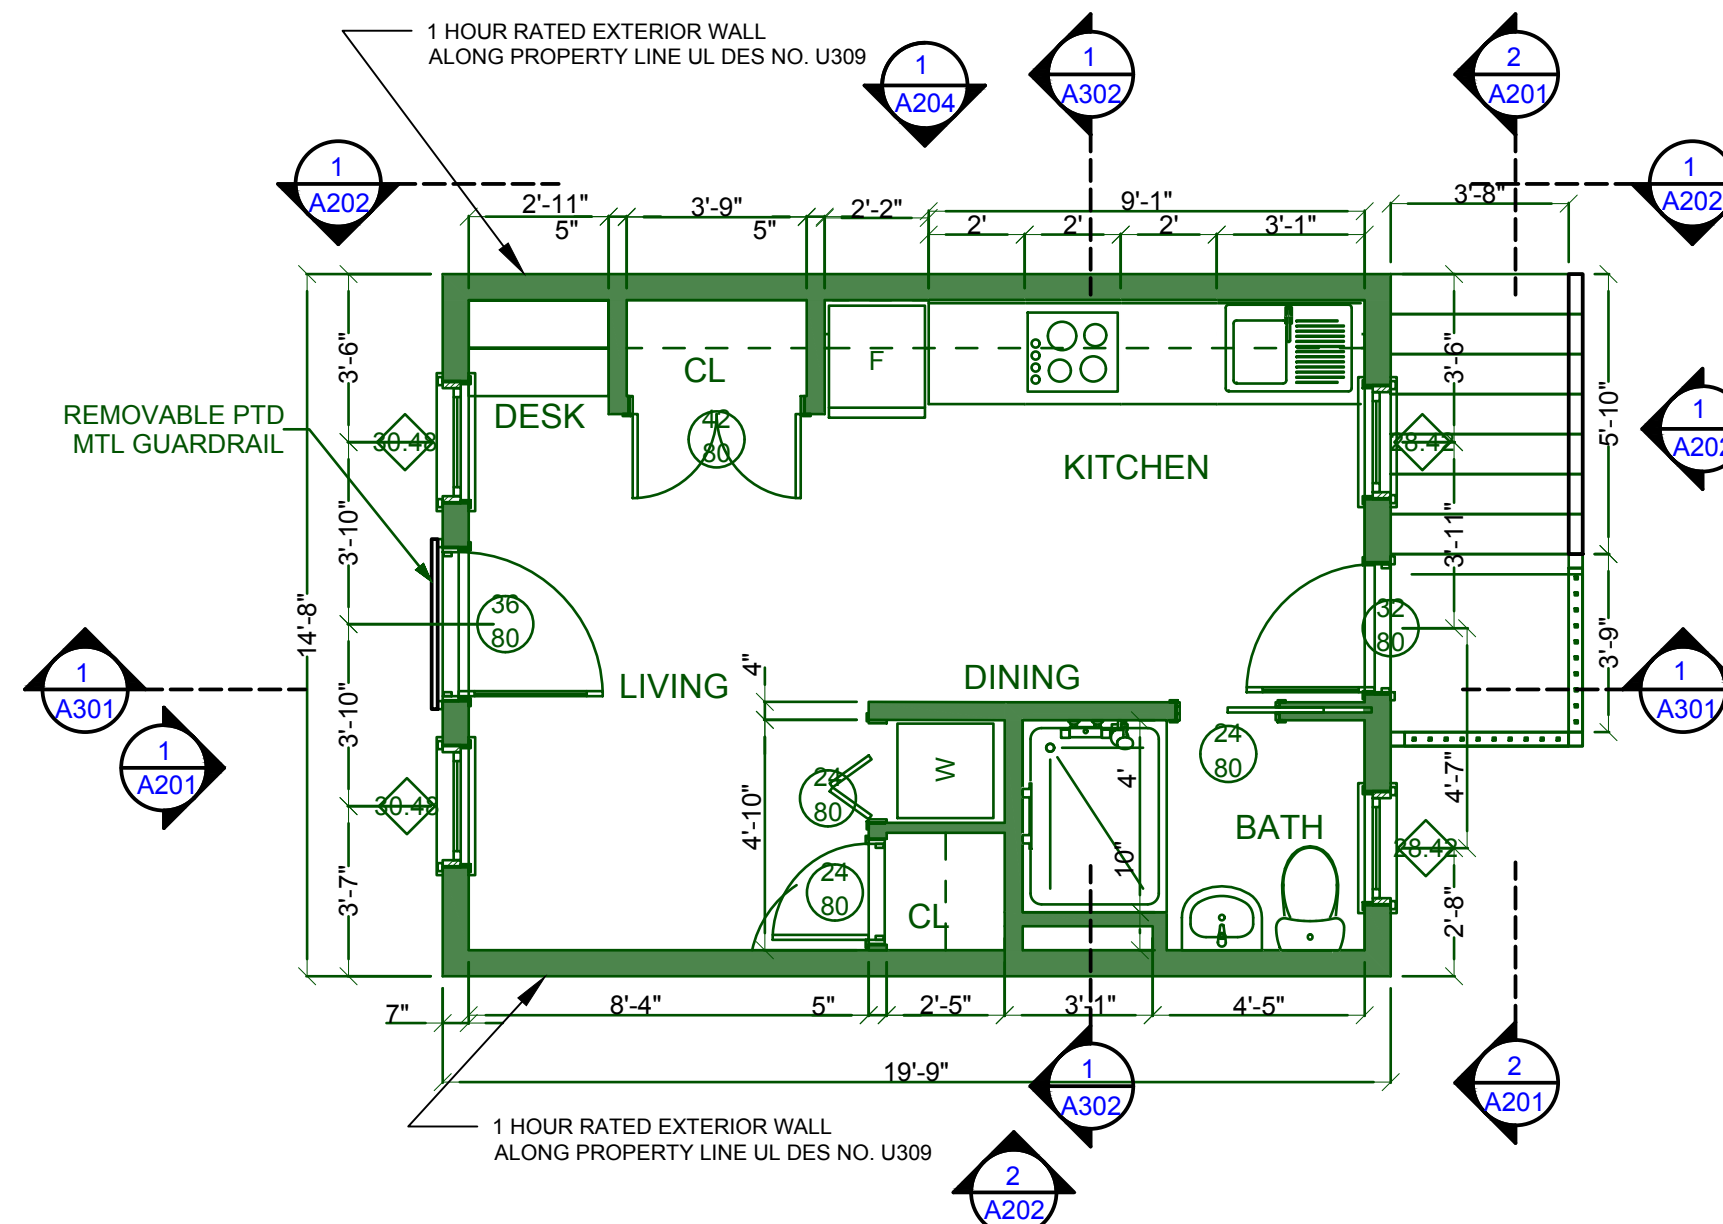 1 HOUR RATED EXTERIOR WALL
ALONG PROPERTY LINE UL DES NO. U309
1
A204
1
A302
2
A201
1
A202
1
A202
2'-11"
3'-9"
2'-2"
9'-1"
3'-8"
5"
5"
2'
2'
2'
3'-1"
3'-6"
3'-6"
CL
F
DESK
42
80
REMOVABLE PTD
MTL GUARDRAIL
30.48
28.42
5'-10"
1
A202
KITCHEN
3'-10"
3'-11"
14'-8"
36
80
32
80
3'-9"
1
A301
LIVING
DINING
4"
1
A301
3'-10"
1
A201
24
80
W
4'
24
80
4'-7"
30.48
4'-10"
BATH
28.42
10"
24
80
3'-7"
CL
2'-8"
7"
8'-4"
5"
2'-5"
3'-1"
4'-5"
19'-9"
1
A302
2
A201
1 HOUR RATED EXTERIOR WALL
ALONG PROPERTY LINE UL DES NO. U309
2
A202